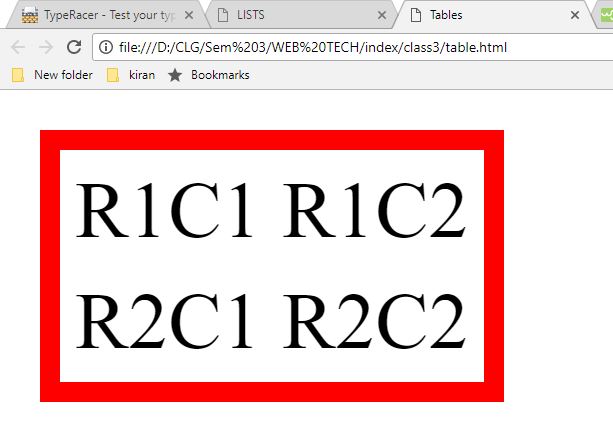 TypeRacer - Test your typ
LISTS
Tables
file:///D:/CLG/Sem%203/WEB%20TECH/index/class3/table.html
New folder
kiran
Bookmarks
R1C1 R1C2
R2C1 R2C2